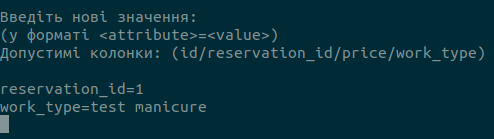 Введіть нові значення:
(у форматі <attribute>=<value>)
Допустимі колонки: (id/reservation_id/price/work_type)
reservation_id=1
work_type=test manicure